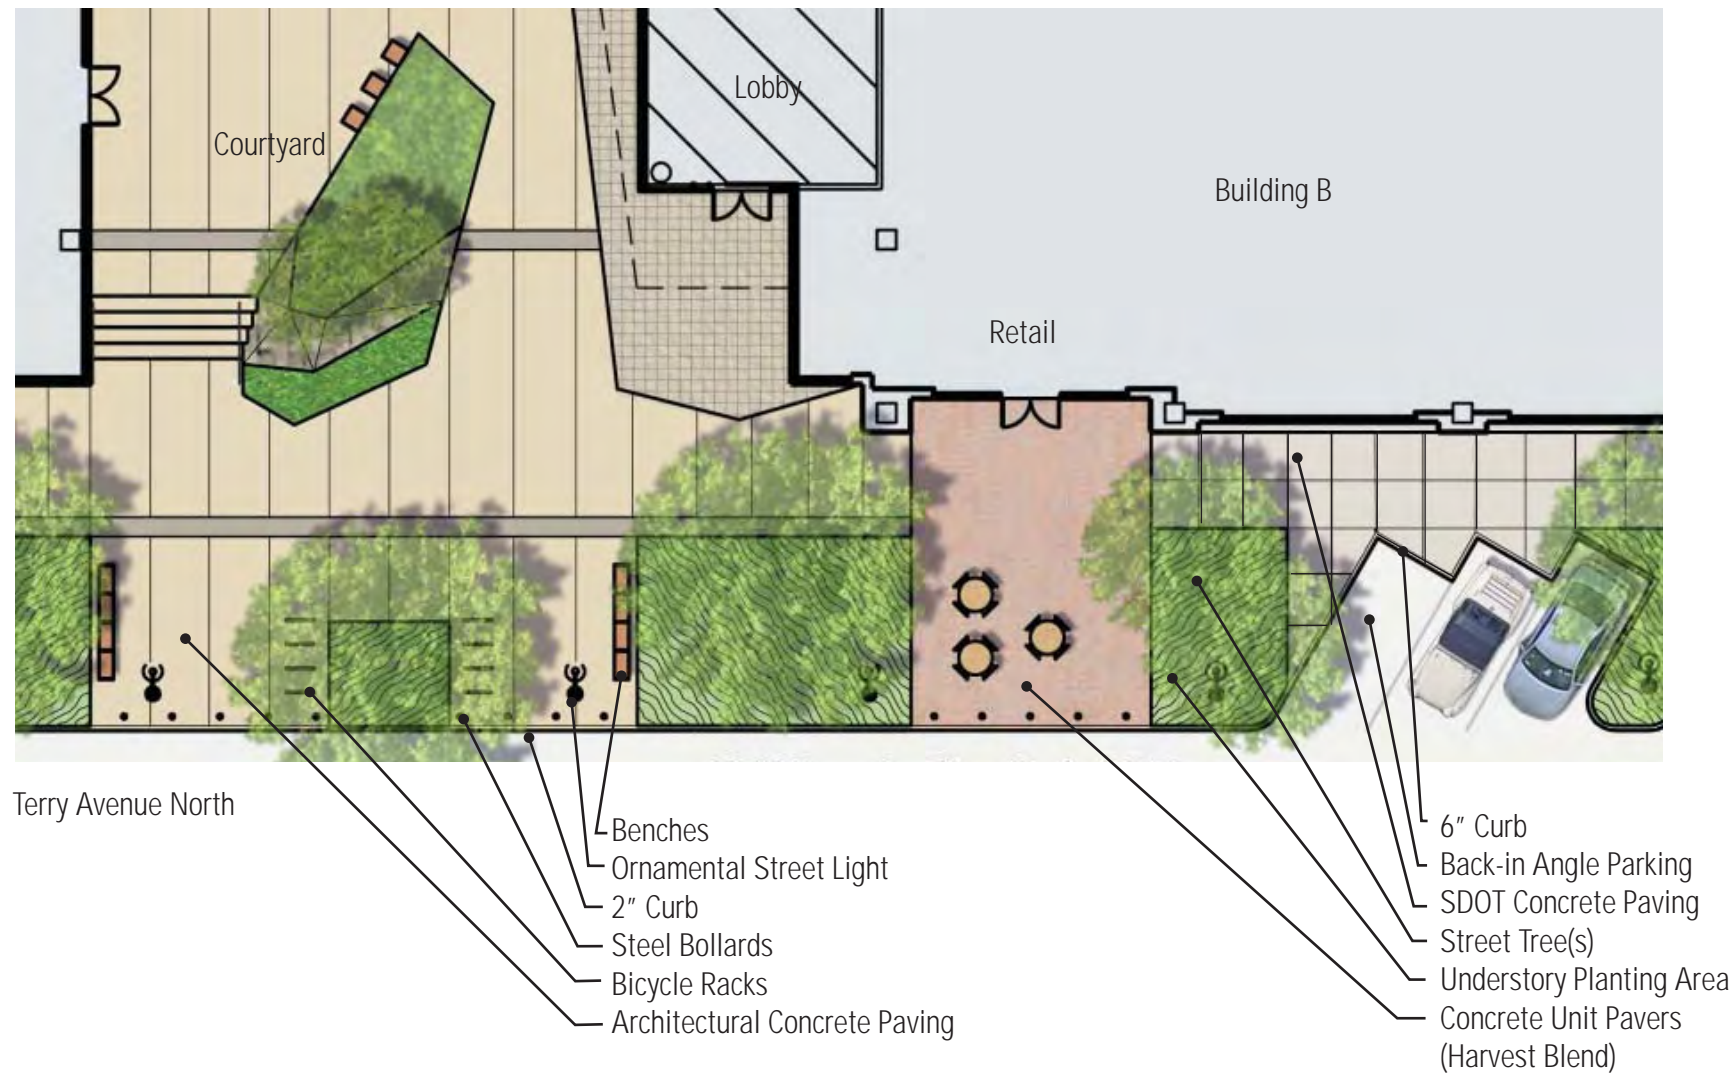 Lobby
Courtyard
Building B
Retail
Terry Avenue North
Benches
Ornamental Street Light
2" Curb
Steel Bollards
Bicycle Racks
Architectural Concrete Paving
6" Curb
Back-in Angle Parking
SDOT Concrete Paving
Street Tree(s)
Understory Planting Area
Concrete Unit Pavers
(Harvest Blend)